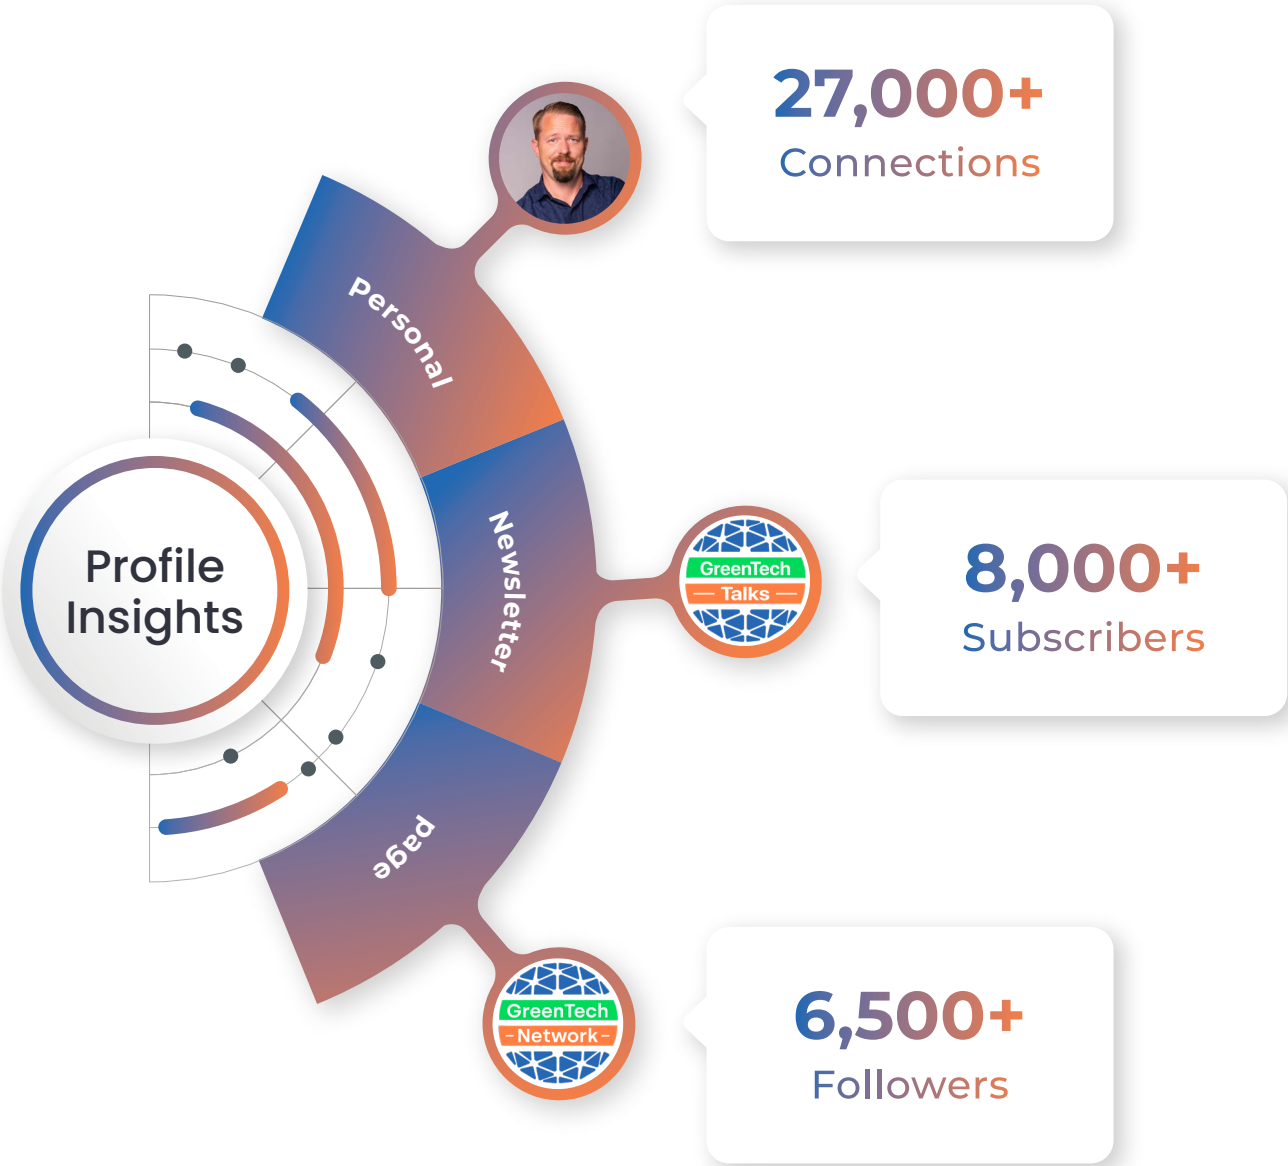 27,000+
Connections
Personal
Profile
Insights
Newsletter
GreenTech
Talks
8,000+
Subscribers
page
GreenTech
-Network-
6,500+
Followers